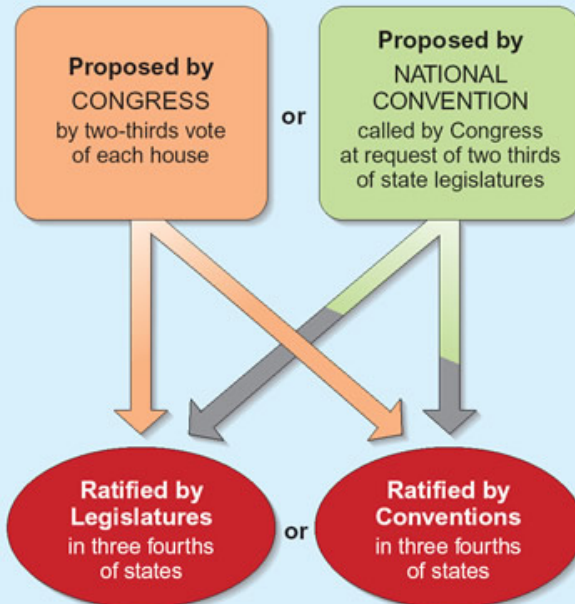 Proposed by
CONGRESS
by two-thirds vote
of each house
or
Proposed by
NATIONAL
CONVENTION
called by Congress
at request of two thirds
of state legislatures
Ratified by
Legislatures
in three fourths
of states
or
Ratified by
Conventions
in three fourths
of states